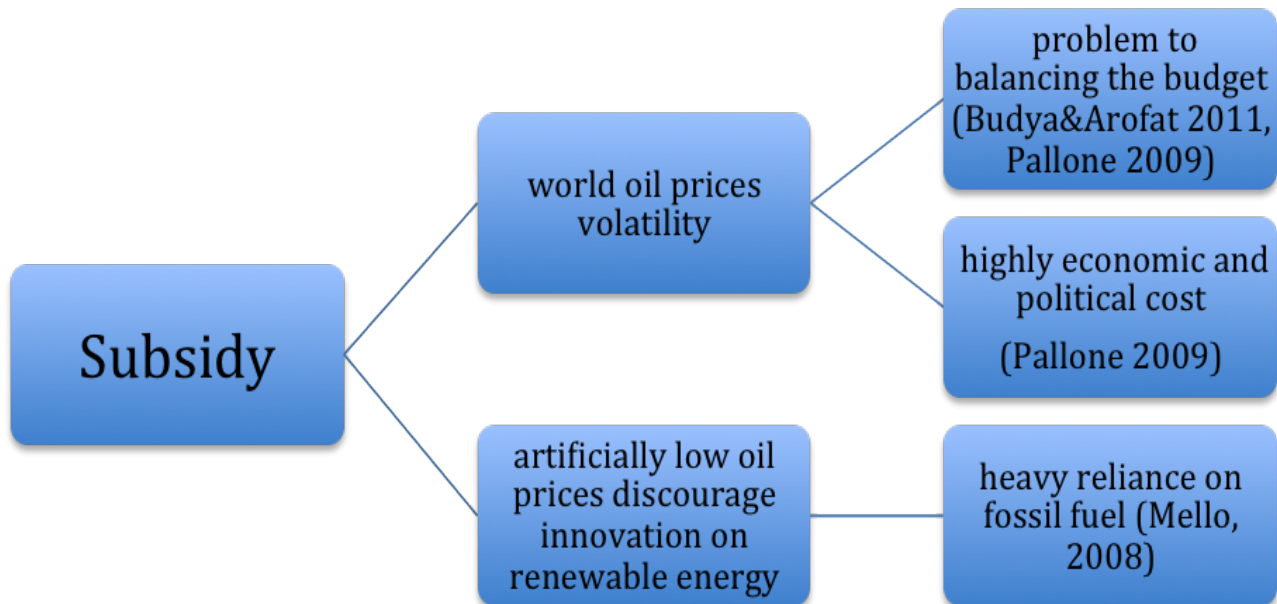 Subsidy
world oil prices
volatility
artificially low oil
prices discourage
innovation on
renewable energy
problem to
balancing the budget
(Budya&Arofat 2011,
Pallone 2009)
highly economic and
political cost
(Pallone 2009)
heavy reliance on
fossil fuel (Mello,
2008)